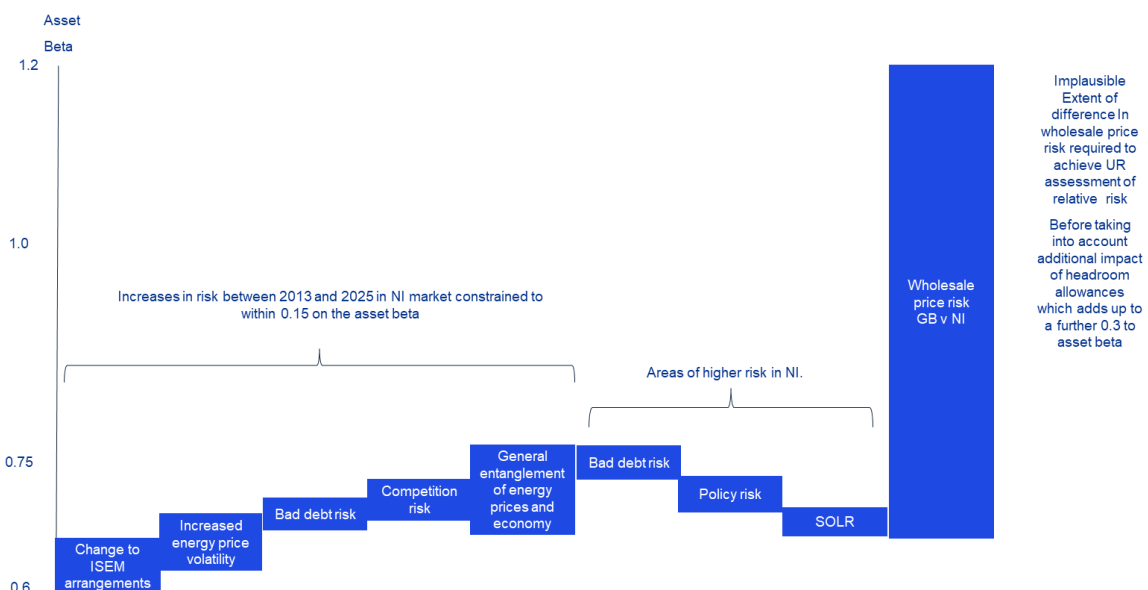 Asset
Beta
1.2
1.0
0.75
0.6
Increases in risk between 2013 and 2025 in NI market constrained to
within 0.15 on the asset beta
Areas of higher risk in NI.
Change to
ISEM
arrangements
Increased
energy price
volatility
Bad debt risk
Competition
risk
General
entanglement
of energy
prices and
economy
Bad debt risk
Policy risk
SOLR
Wholesale
price risk
GB v NI
Implausible
Extent of
difference In
wholesale price
risk required to
achieve UR
assessment of
relative risk
Before taking
into account
additional impact
of headroom
allowances
which adds up to
a further 0.3 to
asset beta